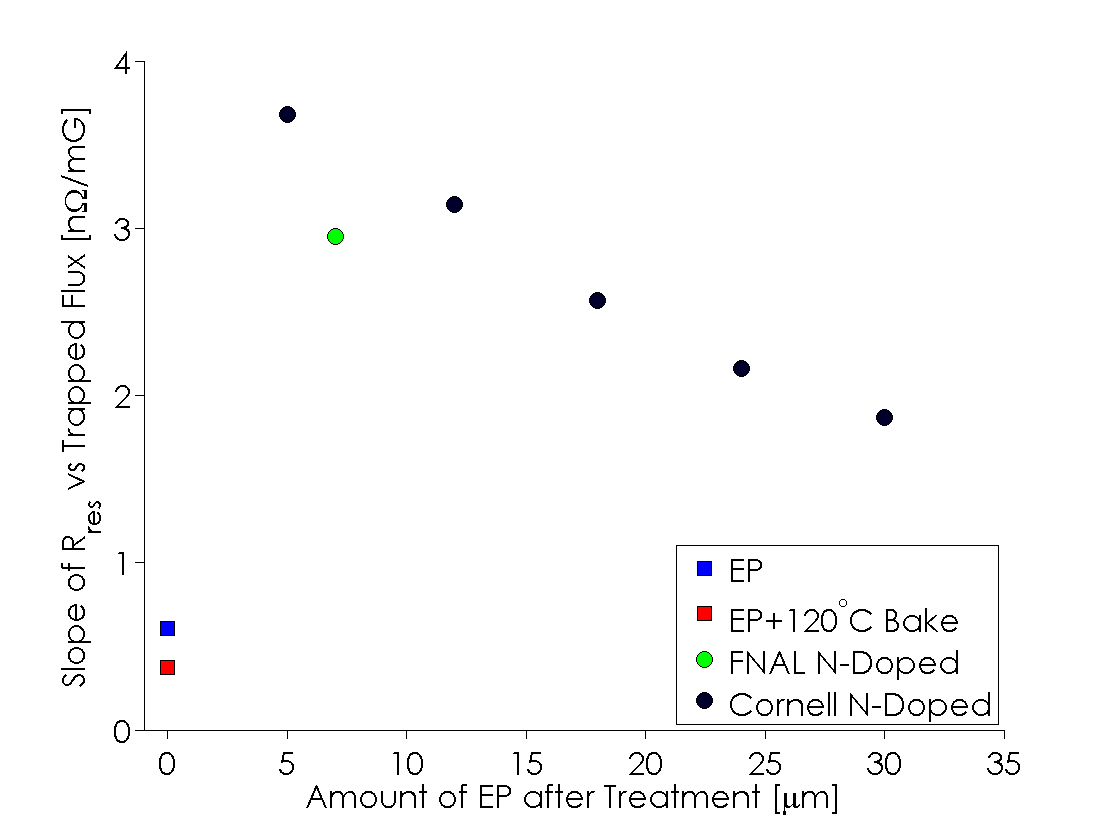 4
3
2
1
0
Slope of R_res vs Trapped Flux [nΩ/mG]
EP
EP+120°C Bake
FNAL N-Doped
Cornell N-Doped
0 5 10 15 20 25 30 35
Amount of EP after Treatment [μm]